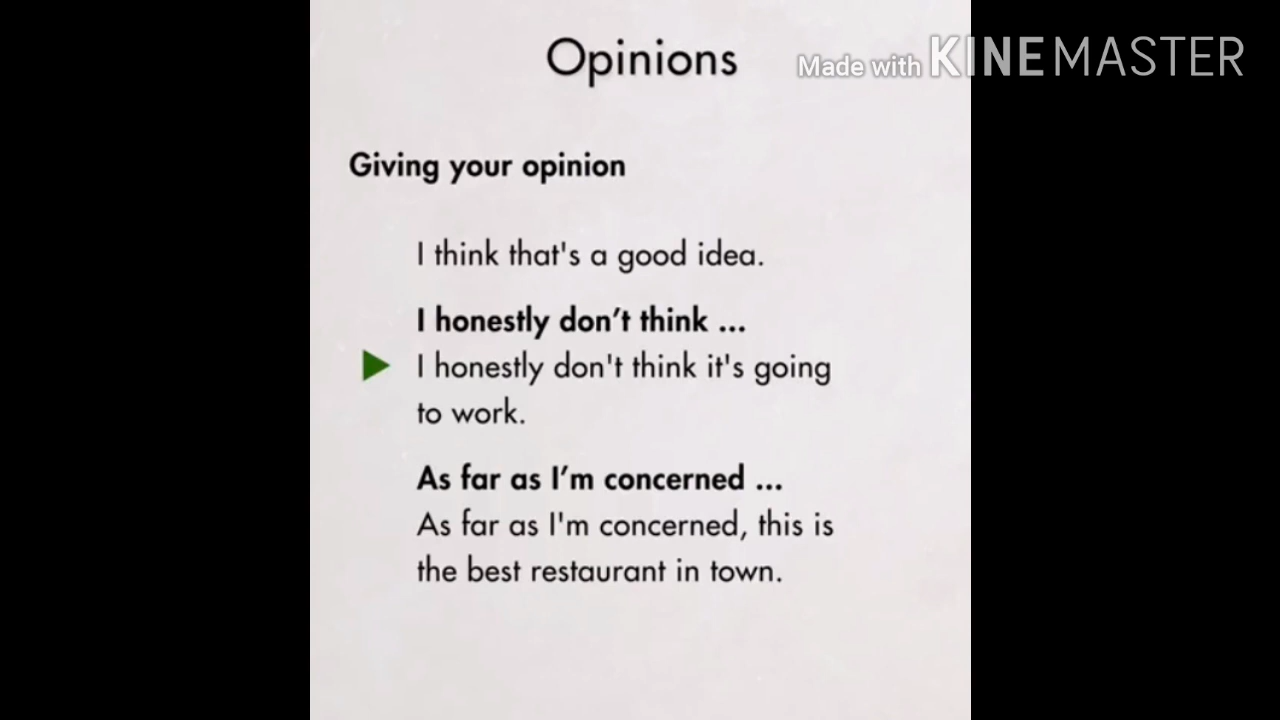 Opinions
Made with KINEMASTER
Giving your opinion
I think that's a good idea.
I honestly don’t think ...
I honestly don't think it's going
to work.
As far as I’m concerned ...
As far as I'm concerned, this is
the best restaurant in town.